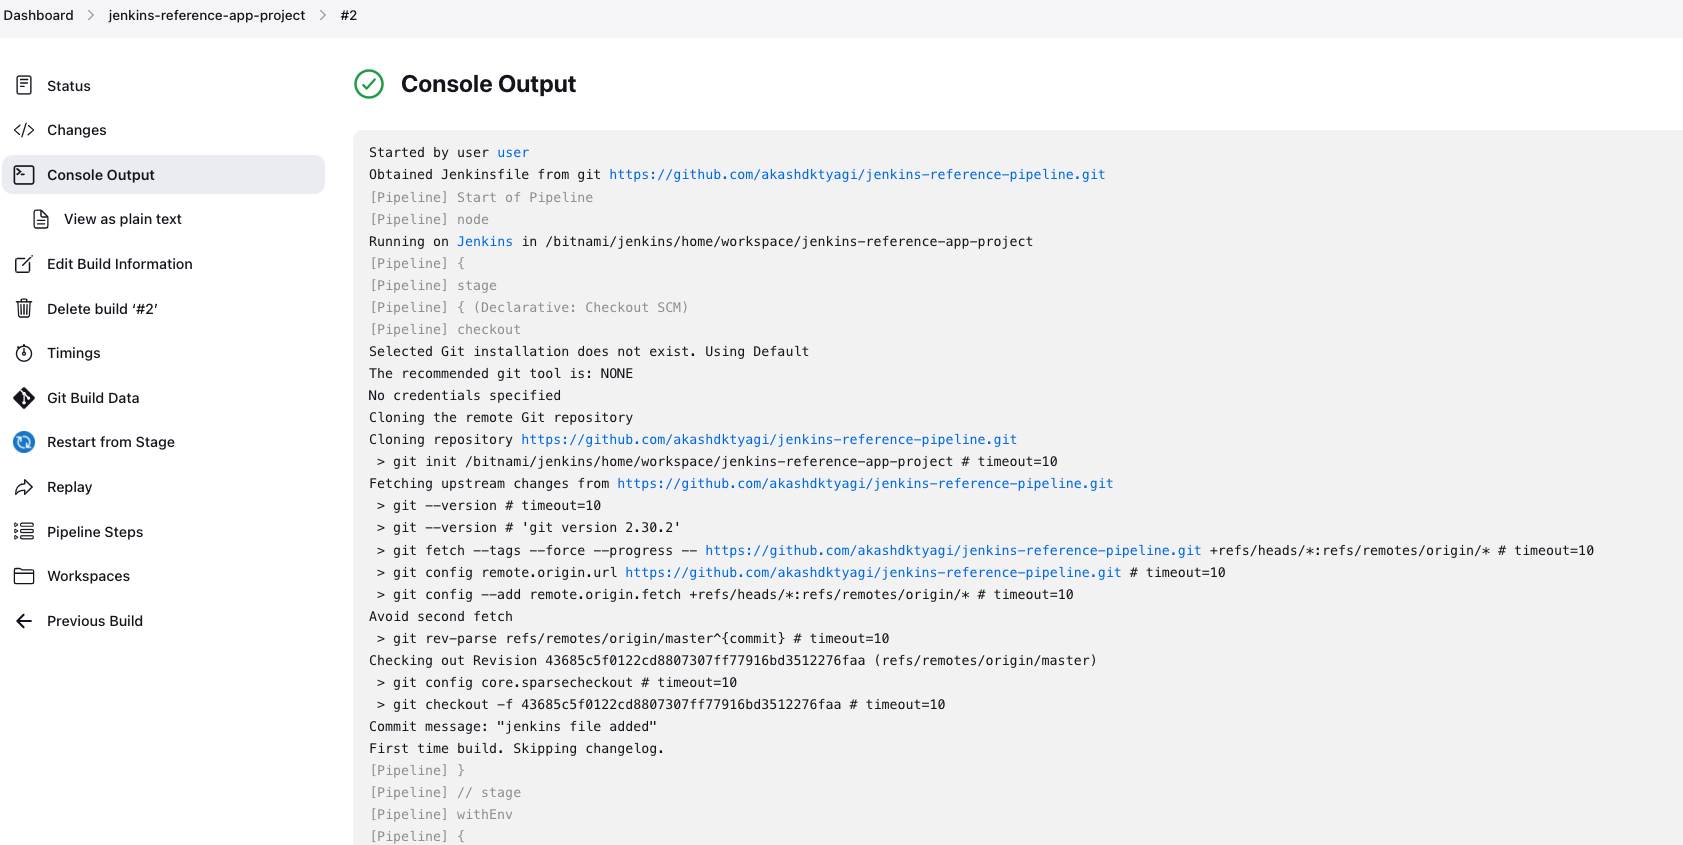 Dashboard > jenkins-reference-app-project > #2
Status
Changes
Console Output
View as plain text
Edit Build Information
Delete build ‘#2’
Timings
Git Build Data
Restart from Stage
Replay
Pipeline Steps
Workspaces
Previous Build
Console Output
Started by user user
Obtained Jenkinsfile from git https://github.com/akashdktyagi/jenkins-reference-pipeline.git
[Pipeline] Start of Pipeline
[Pipeline] node
Running on Jenkins in /bitnami/jenkins/home/workspace/jenkins-reference-app-project
[Pipeline] {
[Pipeline] stage
[Pipeline] { (Declarative: Checkout SCM)
[Pipeline] checkout
Selected Git installation does not exist. Using Default
The recommended git tool is: NONE
No credentials specified
Cloning the remote Git repository
Cloning repository https://github.com/akashdktyagi/jenkins-reference-pipeline.git
 > git init /bitnami/jenkins/home/workspace/jenkins-reference-app-project # timeout=10
Fetching upstream changes from https://github.com/akashdktyagi/jenkins-reference-pipeline.git
 > git --version # timeout=10
 > git --version # 'git version 2.30.2'
 > git fetch --tags --force --progress -- https://github.com/akashdktyagi/jenkins-reference-pipeline.git +refs/heads/*:refs/remotes/origin/* # timeout=10
 > git config remote.origin.url https://github.com/akashdktyagi/jenkins-reference-pipeline.git # timeout=10
 > git config --add remote.origin.fetch +refs/heads/*:refs/remotes/origin/* # timeout=10
Avoid second fetch
 > git rev-parse refs/remotes/origin/master^{commit} # timeout=10
Checking out Revision 43685c5f0122cd8807307ff77916bd3512276faa (refs/remotes/origin/master)
 > git config core.sparsecheckout # timeout=10
 > git checkout -f 43685c5f0122cd8807307ff77916bd3512276faa # timeout=10
Commit message: "jenkins file added"
First time build. Skipping changelog.
[Pipeline] }
[Pipeline] // stage
[Pipeline] withEnv
[Pipeline] {